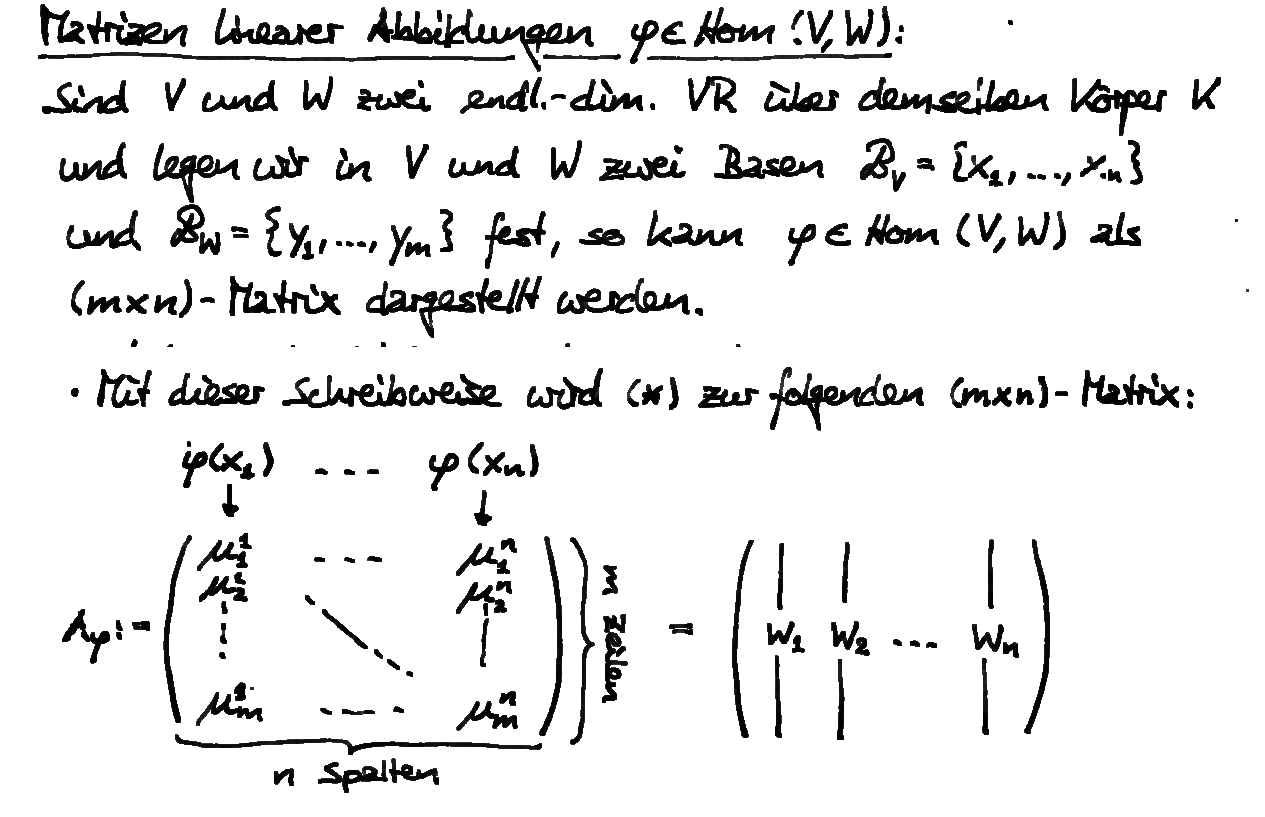 Matrizen linearer Abbildungen φ ∈ Hom (V, W):
Sind V und W zwei endl.-dim. VR über demselben Körper K
und legen wir in V und W zwei Basen ℬ_V = {x_1, ..., x_n}
und ℬ_W = {y_1, ..., y_m} fest, so kann φ ∈ Hom (V, W) als
(m×n)-Matrix dargestellt werden.
• Mit dieser Schreibweise wird (*) zur folgenden (m×n)-Matrix:
φ(x_1) --- φ(x_n)
↓ ↓
μ_1^1 --- μ_1^n
μ_2^1 μ_2^n
A_φ := = w_1 w_2 ... w_n
μ_m^1 --- μ_m^n
m Zeilen
n Spalten